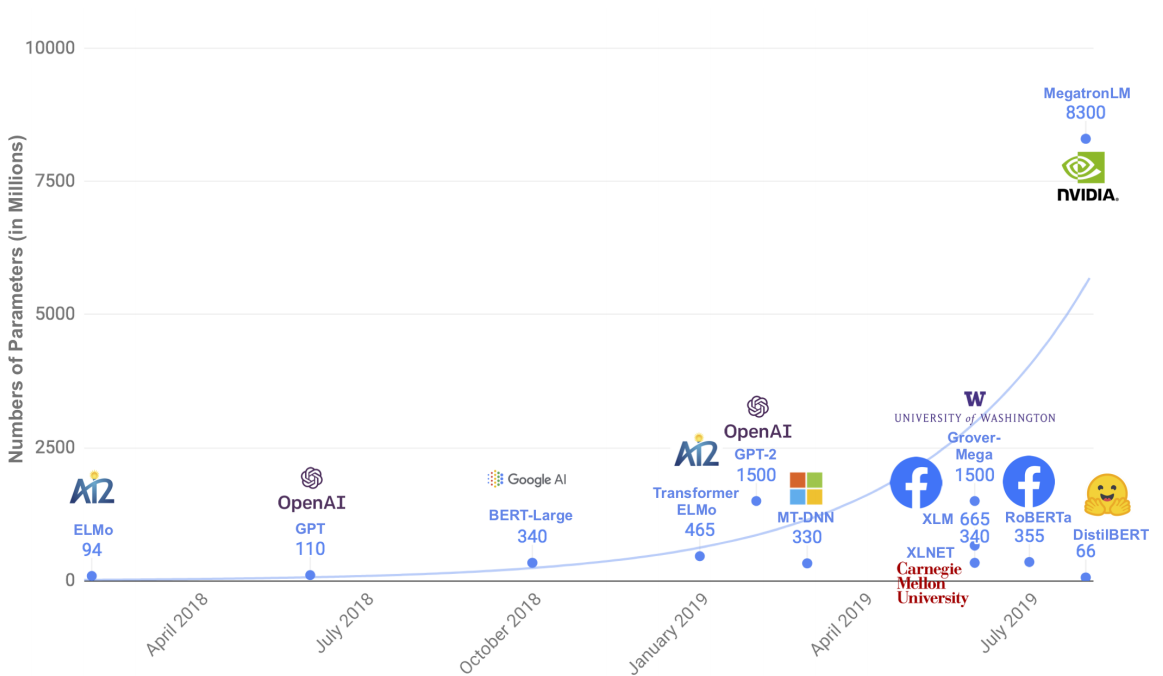 10000
7500
5000
2500
0
Numbers of Parameters (in Millions)
AI2
ELMo
94
OpenAI
GPT
110
Google AI
BERT-Large
340
AI2
Transformer
ELMo
465
OpenAI
GPT-2
1500
MT-DNN
330
W
UNIVERSITY of WASHINGTON
Grover-
Mega
1500
XLM 665
340
XLNET
Carnegie
Mellon
University
RoBERTa
355
MegatronLM
8300
NVIDIA.
DistilBERT
66
April 2018
July 2018
October 2018
January 2019
April 2019
July 2019